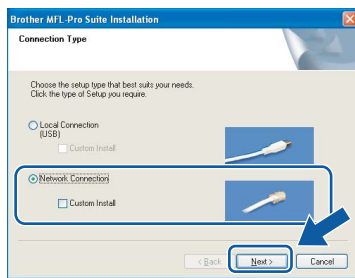 Brother MFL-Pro Suite Installation
Connection Type
Choose the setup type that best suits your needs.
Click the type of Setup you require.
Local Connection
(USB)
Custom Install
Network Connection
Custom Install
< Back
Next >
Cancel